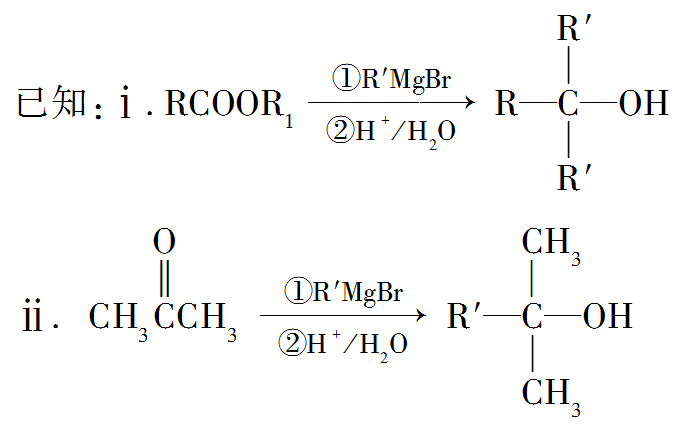 R′
已知：ⅰ. RCOOR₁ ①R′MgBr ②H⁺/H₂O R—C—OH
R′
O CH₃
ⅱ. CH₃CCH₃ ①R′MgBr ②H⁺/H₂O R′—C—OH
CH₃